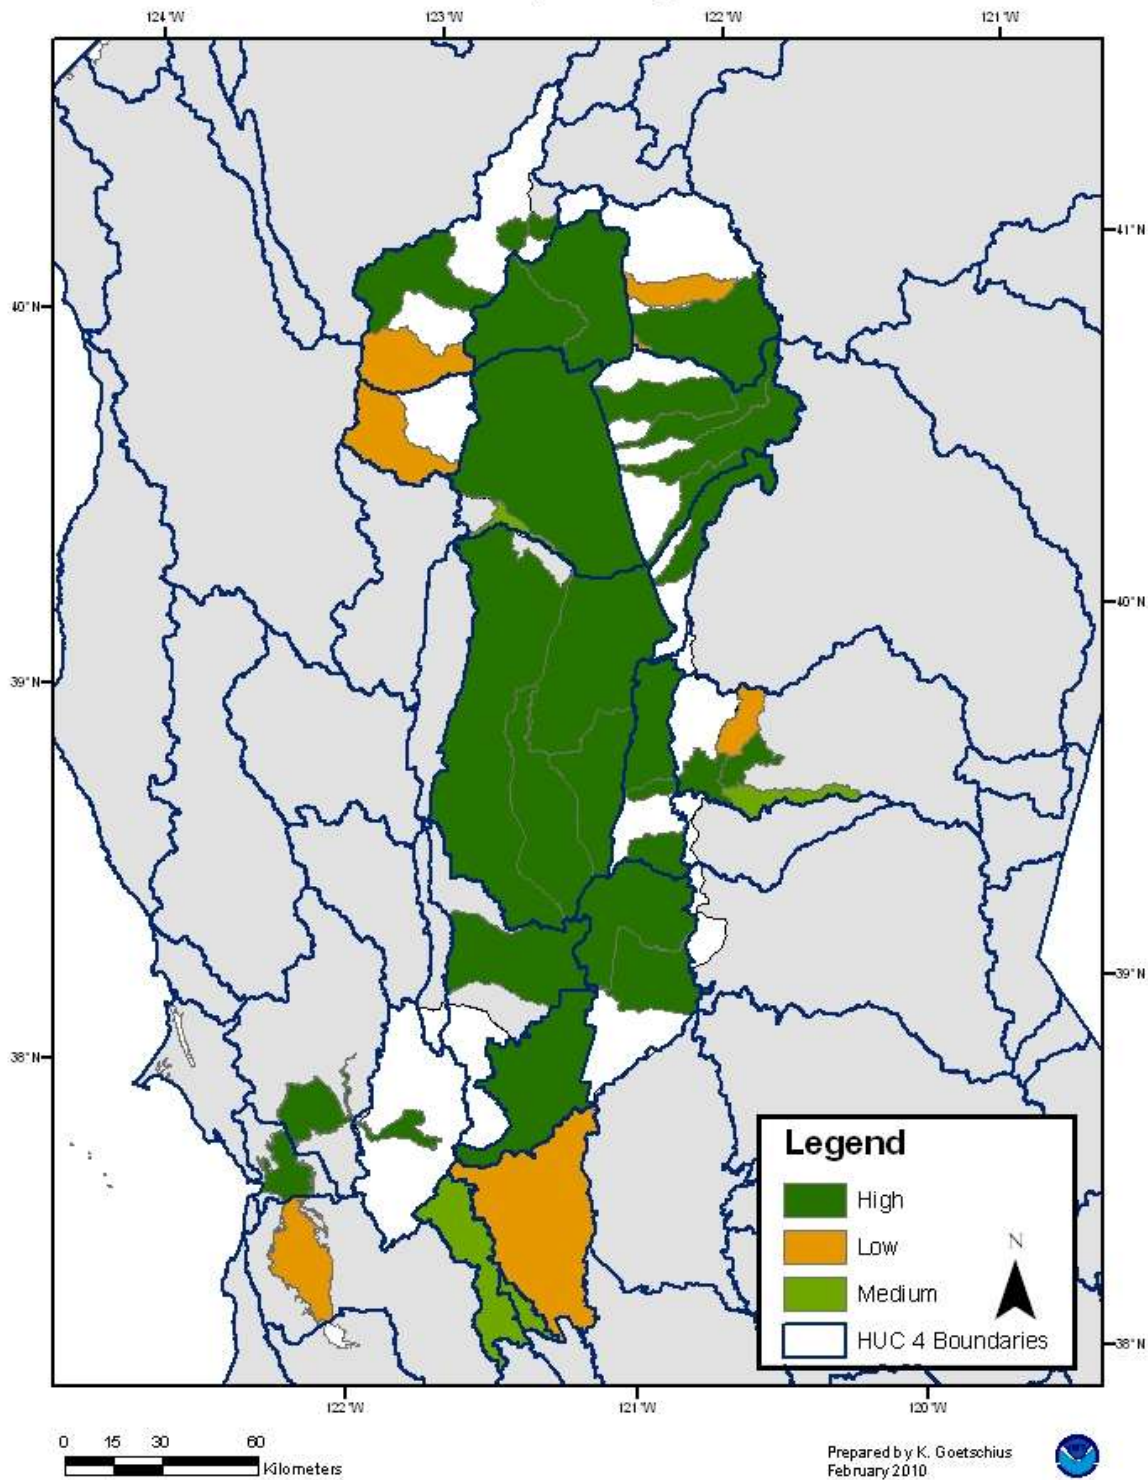 124°W 123°W 122°W 121°W
41°N
40°N
40°N
39°N
39°N
38°N
Legend
High
Low
N
Medium
HUC 4 Boundaries
38°N
122°W 121°W 120°W
0 15 30 60
Kilometers
Prepared by K. Goetschius
February 2010